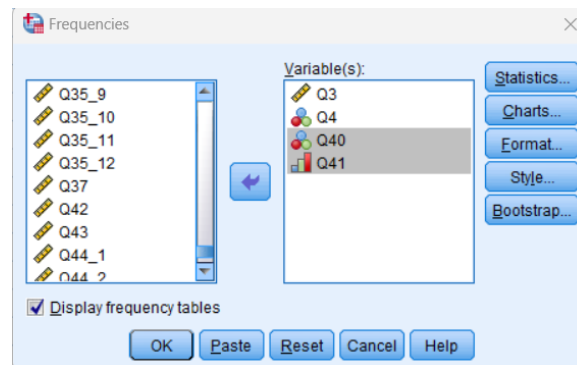 Frequencies
Q35_9
Q35_10
Q35_11
Q35_12
Q37
Q42
Q43
Q44_1
Q44_2
Variable(s):
Q3
Q4
Q40
Q41
Statistics...
Charts...
Format...
Style...
Bootstrap...
Display frequency tables
OK
Paste
Reset
Cancel
Help